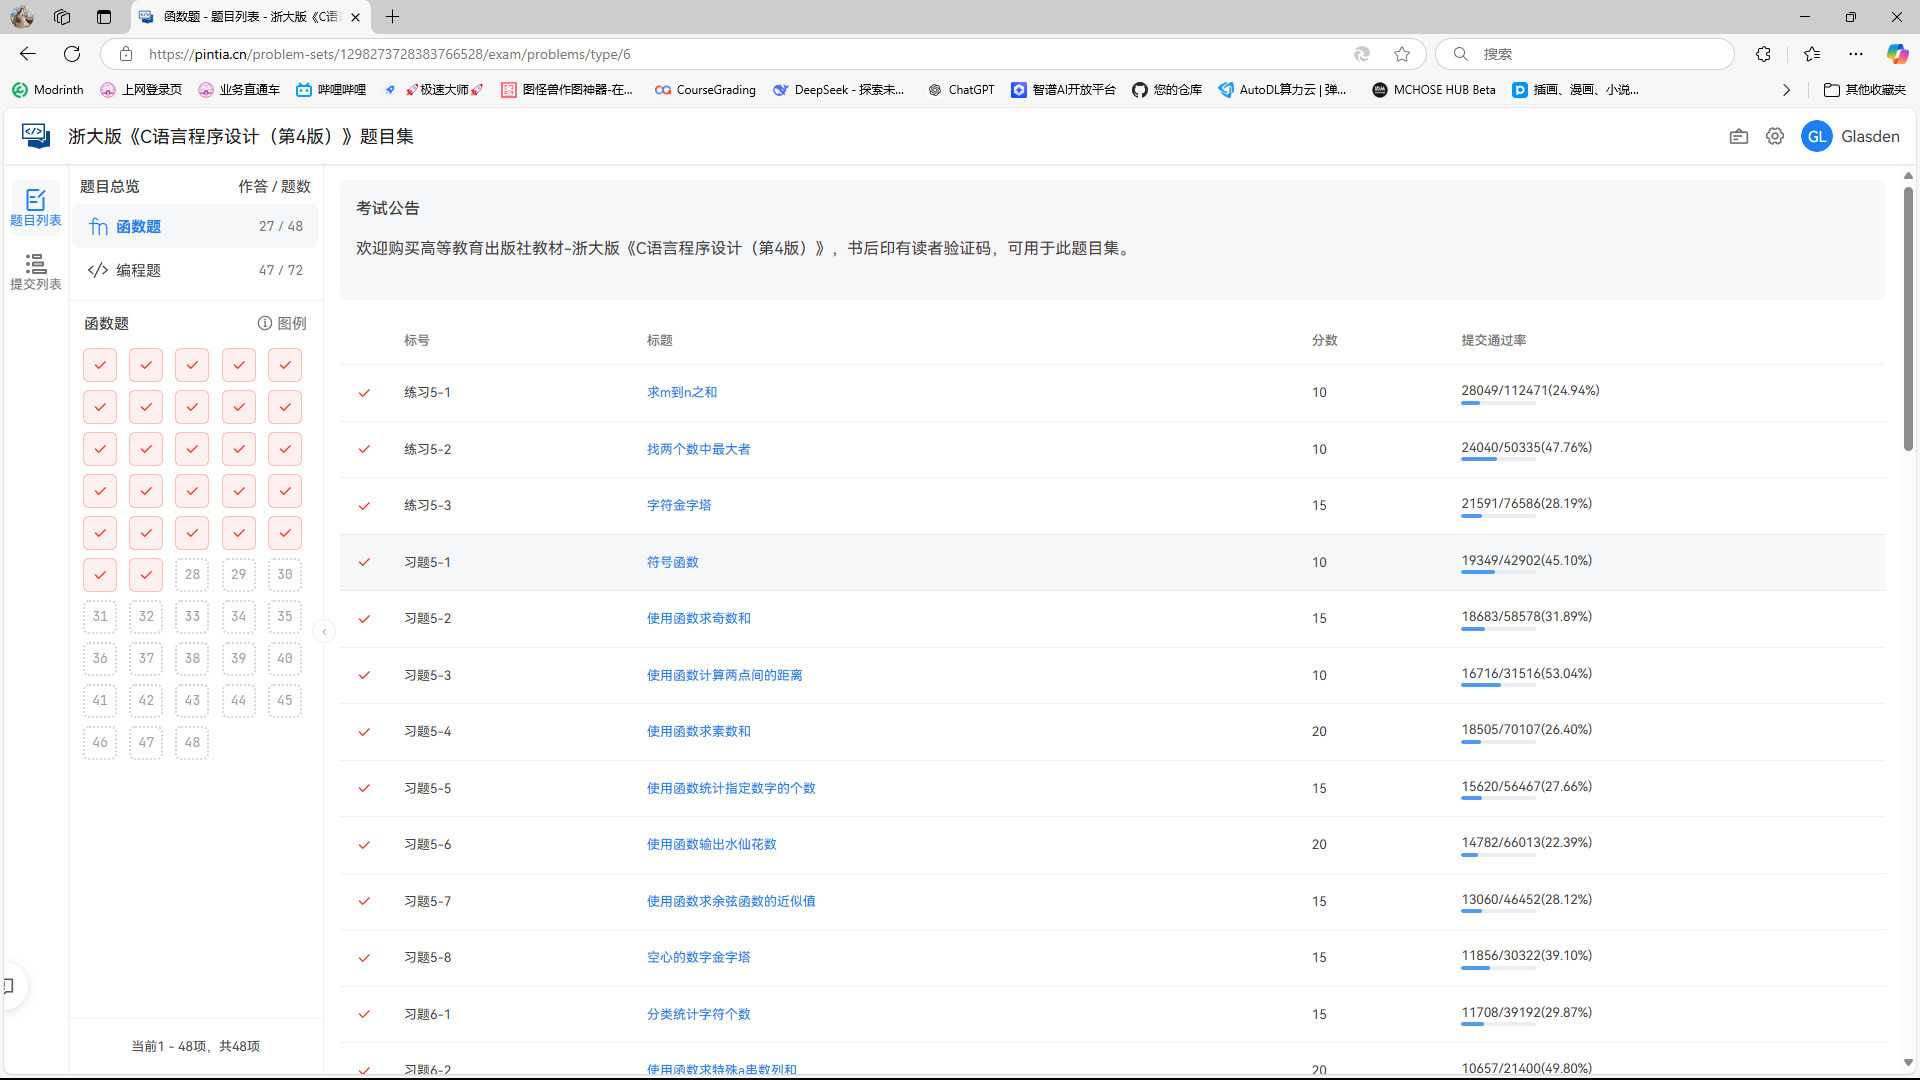 函数题 - 题目列表 - 浙大版《C语
https://pintia.cn/problem-sets/1298273728383766528/exam/problems/type/6
搜索
Modrinth
上网登录页
业务直通车
哔哩哔哩
🚀极速大师🚀
图怪兽作图神器-在...
CourseGrading
DeepSeek - 探索未...
ChatGPT
智谱AI开放平台
您的仓库
AutoDL算力云 | 弹...
MCHOSE HUB Beta
插画、漫画、小说...
其他收藏夹
浙大版《C语言程序设计（第4版）》题目集
GL
Glasden
题目列表
提交列表
题目总览 作答 / 题数
函数题 27 / 48
编程题 47 / 72
函数题 图例
28 29 30
31 32 33 34 35
36 37 38 39 40
41 42 43 44 45
46 47 48
当前1 - 48项，共48项
考试公告
欢迎购买高等教育出版社教材-浙大版《C语言程序设计（第4版）》，书后印有读者验证码，可用于此题目集。
标号 标题 分数 提交通过率
练习5-1 求m到n之和 10 28049/112471(24.94%)
练习5-2 找两个数中最大者 10 24040/50335(47.76%)
练习5-3 字符金字塔 15 21591/76586(28.19%)
习题5-1 符号函数 10 19349/42902(45.10%)
习题5-2 使用函数求奇数和 15 18683/58578(31.89%)
习题5-3 使用函数计算两点间的距离 10 16716/31516(53.04%)
习题5-4 使用函数求素数和 20 18505/70107(26.40%)
习题5-5 使用函数统计指定数字的个数 15 15620/56467(27.66%)
习题5-6 使用函数输出水仙花数 20 14782/66013(22.39%)
习题5-7 使用函数求余弦函数的近似值 15 13060/46452(28.12%)
习题5-8 空心的数字金字塔 15 11856/30322(39.10%)
习题6-1 分类统计字符个数 15 11708/39192(29.87%)
习题6-2 使用函数求特殊a串数列和 20 10657/21400(49.80%)